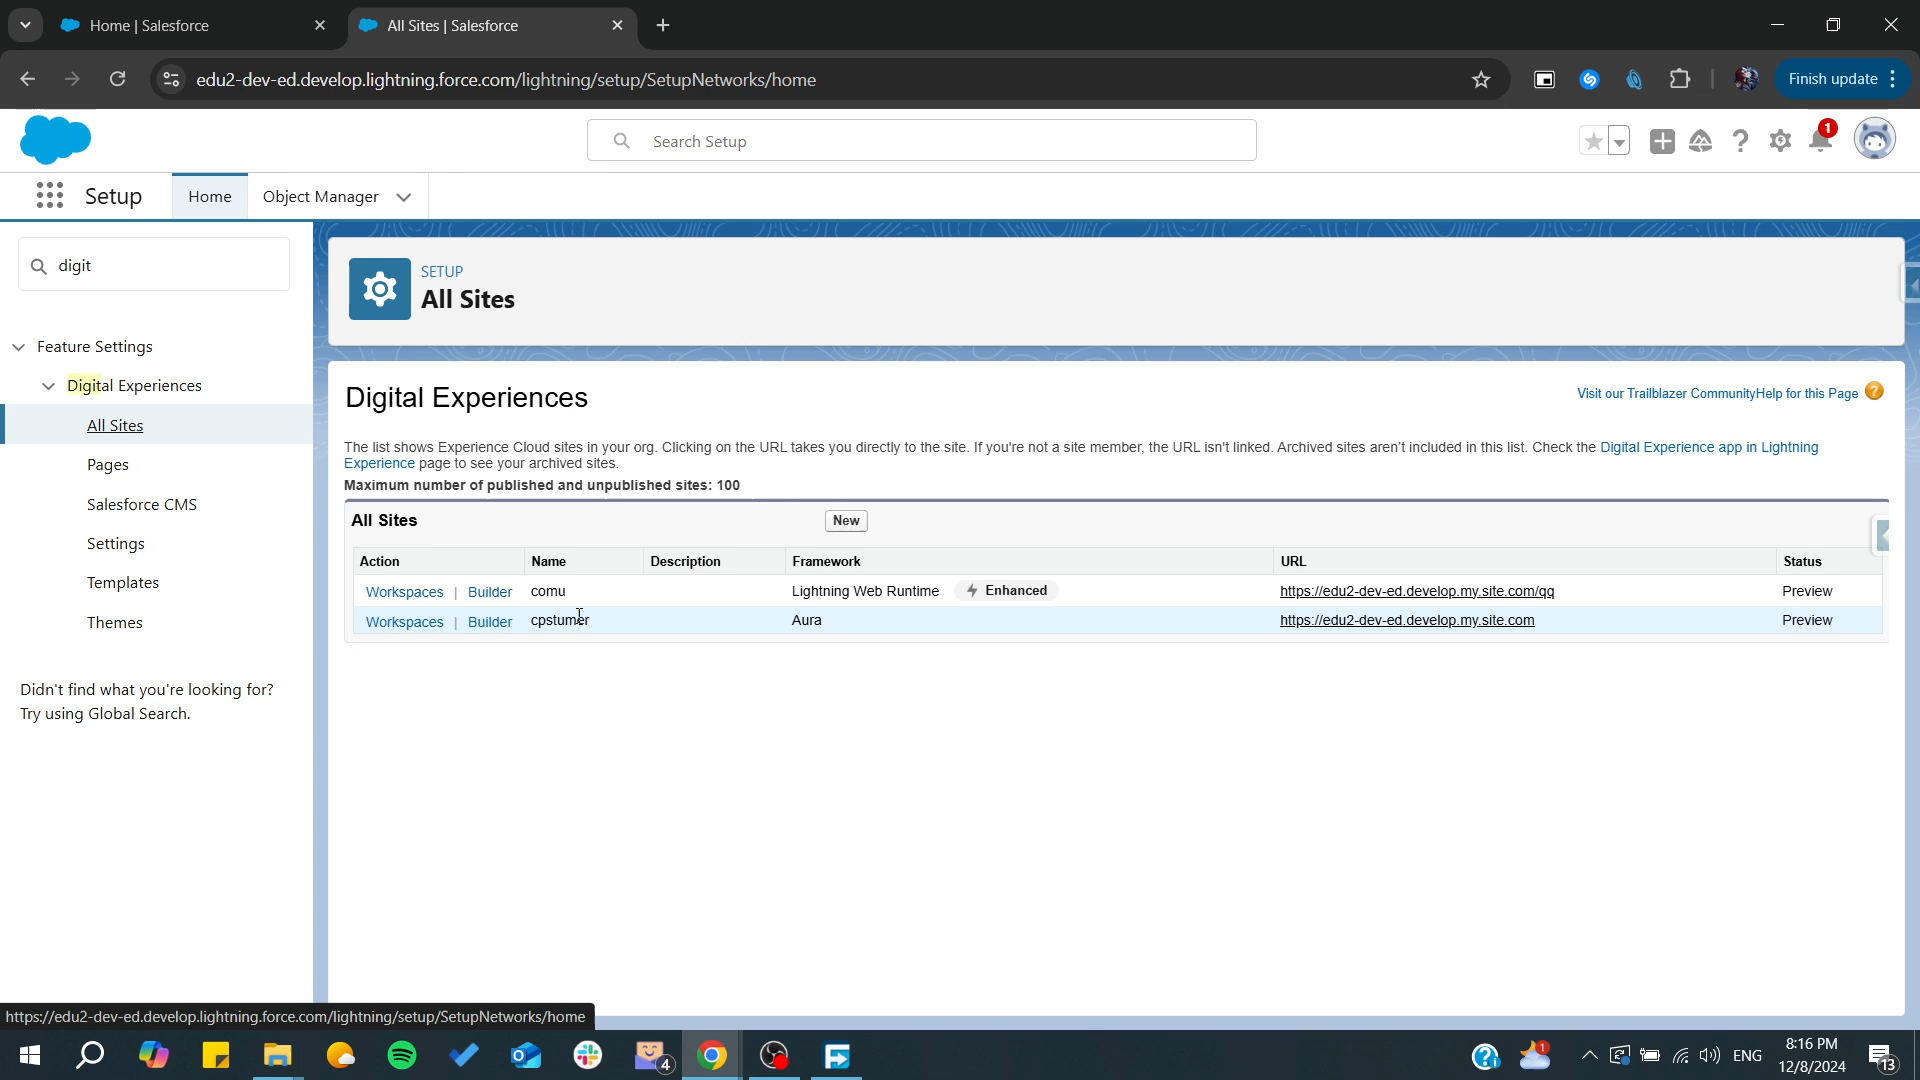 Home | Salesforce
All Sites | Salesforce
edu2-dev-ed.develop.lightning.force.com/lightning/setup/SetupNetworks/home
Finish update
Search Setup
1
Setup
Home
Object Manager
digit
Feature Settings
Digital Experiences
All Sites
Pages
Salesforce CMS
Settings
Templates
Themes
Didn't find what you're looking for?
Try using Global Search.
SETUP
All Sites
Digital Experiences
Visit our Trailblazer CommunityHelp for this Page ?
The list shows Experience Cloud sites in your org. Clicking on the URL takes you directly to the site. If you're not a site member, the URL isn't linked. Archived sites aren't included in this list. Check the Digital Experience app in Lightning
Experience page to see your archived sites.
Maximum number of published and unpublished sites: 100
All Sites New
Action Name Description Framework URL Status
Workspaces | Builder comu Lightning Web Runtime Enhanced https://edu2-dev-ed.develop.my.site.com/qq Preview
Workspaces | Builder cpstumer Aura https://edu2-dev-ed.develop.my.site.com Preview
https://edu2-dev-ed.develop.lightning.force.com/lightning/setup/SetupNetworks/home
4
1
ENG
8:16 PM
12/8/2024
13